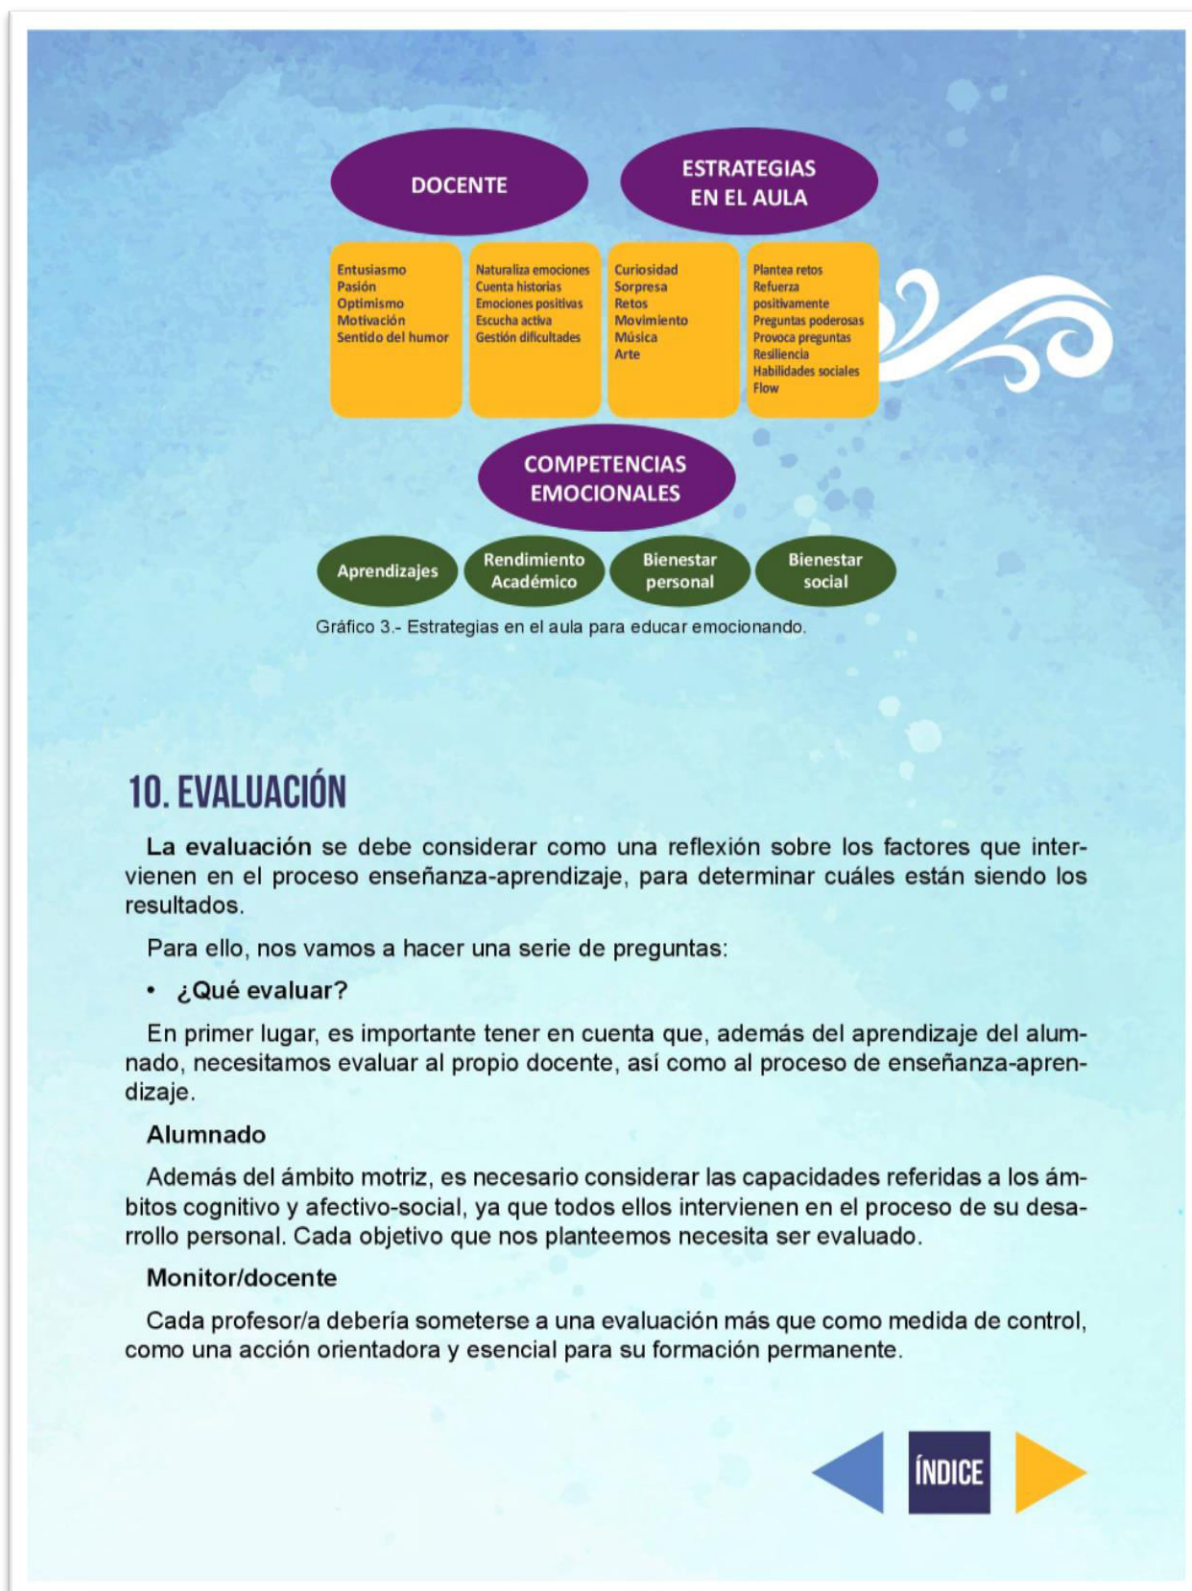 DOCENTE
ESTRATEGIAS
EN EL AULA
Entusiasmo
Pasión
Optimismo
Motivación
Sentido del humor
Naturaliza emociones
Cuenta historias
Emociones positivas
Escucha activa
Gestión dificultades
Curiosidad
Sorpresa
Retos
Movimiento
Música
Arte
Plantea retos
Refuerza
positivamente
Preguntas poderosas
Provoca preguntas
Resiliencia
Habilidades sociales
Flow
COMPETENCIAS
EMOCIONALES
Aprendizajes
Rendimiento
Académico
Bienestar
personal
Bienestar
social
Gráfico 3.- Estrategias en el aula para educar emocionando.
10. EVALUACIÓN
La evaluación se debe considerar como una reflexión sobre los factores que inter-
vienen en el proceso enseñanza-aprendizaje, para determinar cuáles están siendo los
resultados.
Para ello, nos vamos a hacer una serie de preguntas:
• ¿Qué evaluar?
En primer lugar, es importante tener en cuenta que, además del aprendizaje del alum-
nado, necesitamos evaluar al propio docente, así como al proceso de enseñanza-apren-
dizaje.
Alumnado
Además del ámbito motriz, es necesario considerar las capacidades referidas a los ám-
bitos cognitivo y afectivo-social, ya que todos ellos intervienen en el proceso de su desa-
rrollo personal. Cada objetivo que nos planteemos necesita ser evaluado.
Monitor/docente
Cada profesor/a debería someterse a una evaluación más que como medida de control,
como una acción orientadora y esencial para su formación permanente.
ÍNDICE